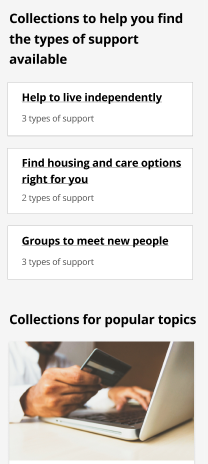 Collections to help you find
the types of support
available
Help to live independently
3 types of support
Find housing and care options
right for you
2 types of support
Groups to meet new people
3 types of support
Collections for popular topics